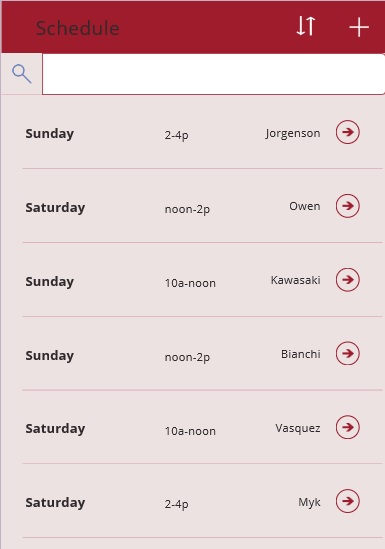 Schedule
Sunday 2-4p Jorgenson
Saturday noon-2p Owen
Sunday 10a-noon Kawasaki
Sunday noon-2p Bianchi
Saturday 10a-noon Vasquez
Saturday 2-4p Myk